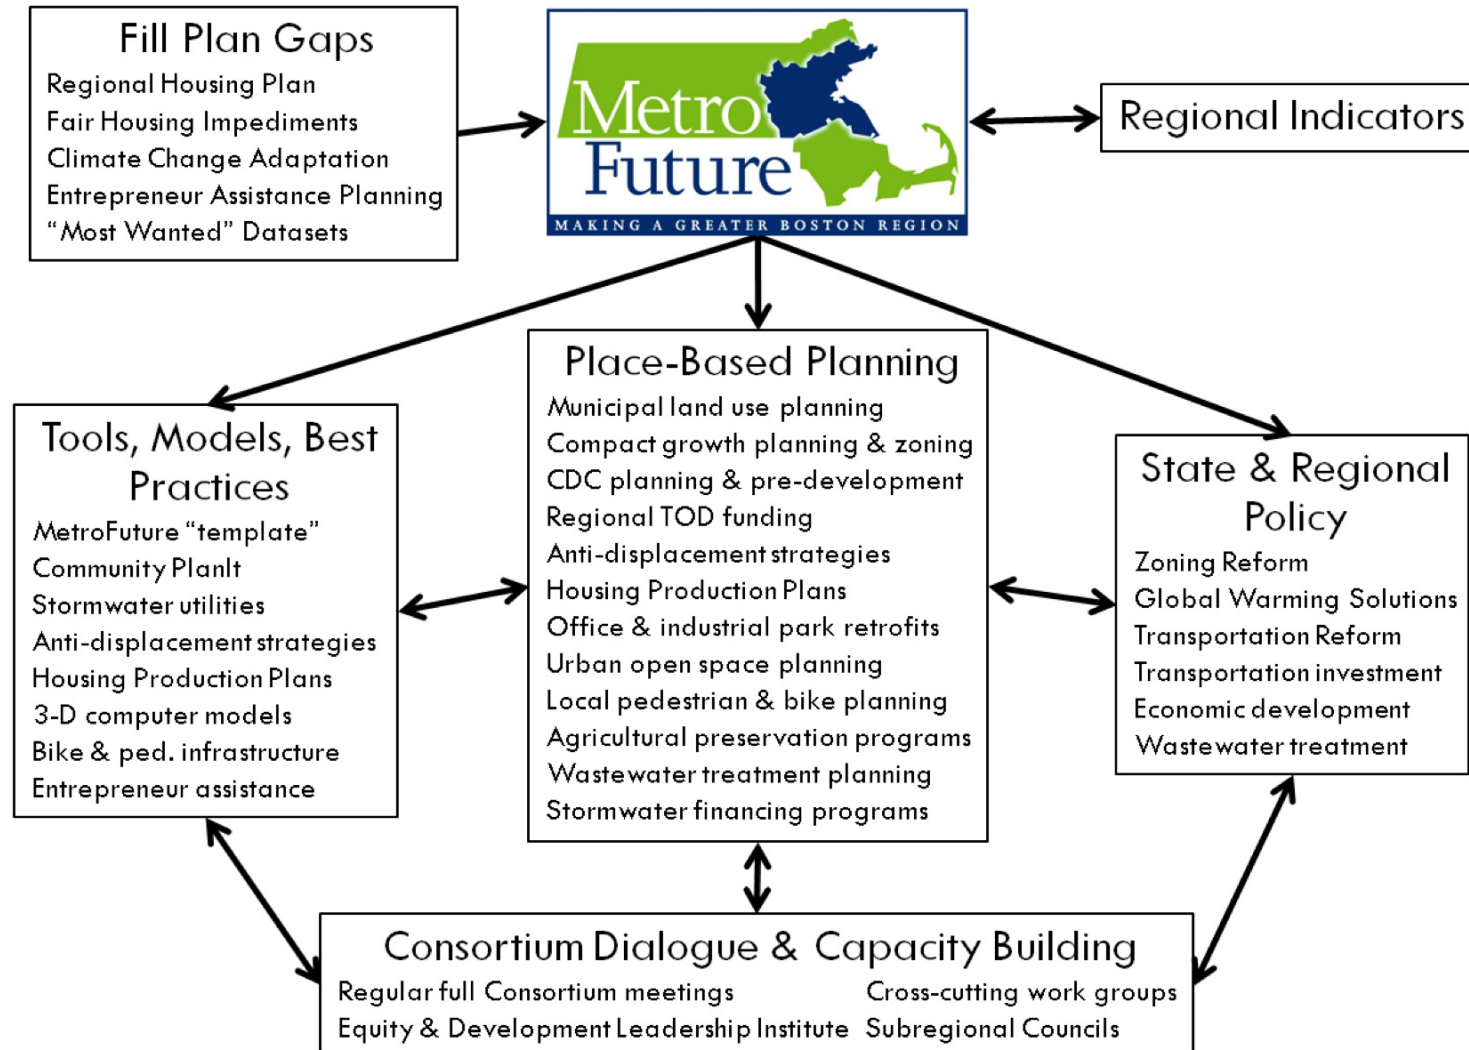 Fill Plan Gaps
Regional Housing Plan
Fair Housing Impediments
Climate Change Adaptation
Entrepreneur Assistance Planning
“Most Wanted” Datasets
Metro
Future
MAKING A GREATER BOSTON REGION
Regional Indicators
Tools, Models, Best
Practices
MetroFuture “template”
Community PlanIt
Stormwater utilities
Anti-displacement strategies
Housing Production Plans
3-D computer models
Bike & ped. infrastructure
Entrepreneur assistance
Place-Based Planning
Municipal land use planning
Compact growth planning & zoning
CDC planning & pre-development
Regional TOD funding
Anti-displacement strategies
Housing Production Plans
Office & industrial park retrofits
Urban open space planning
Local pedestrian & bike planning
Agricultural preservation programs
Wastewater treatment planning
Stormwater financing programs
State & Regional
Policy
Zoning Reform
Global Warming Solutions
Transportation Reform
Transportation investment
Economic development
Wastewater treatment
Consortium Dialogue & Capacity Building
Regular full Consortium meetings
Equity & Development Leadership Institute
Cross-cutting work groups
Subregional Councils